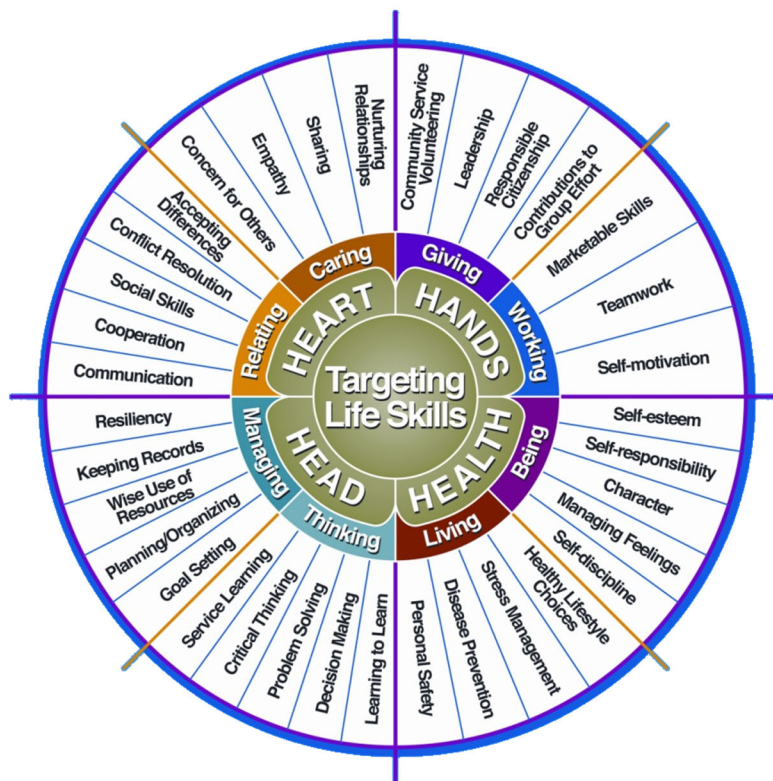 Targeting
Life Skills
HEART
HANDS
HEALTH
HEAD
Caring
Giving
Working
Being
Living
Thinking
Managing
Relating
Nurturing
Relationships
Sharing
Empathy
Concern for Others
Accepting
Differences
Conflict Resolution
Social Skills
Cooperation
Communication
Community Service
Volunteering
Leadership
Responsible
Citizenship
Contributions to
Group Effort
Marketable Skills
Teamwork
Self-motivation
Self-esteem
Self-responsibility
Character
Managing Feelings
Self-discipline
Healthy Lifestyle
Choices
Stress Management
Disease Prevention
Personal Safety
Learning to Learn
Decision Making
Problem Solving
Critical Thinking
Service Learning
Goal Setting
Planning/Organizing
Wise Use of
Resources
Keeping Records
Resiliency